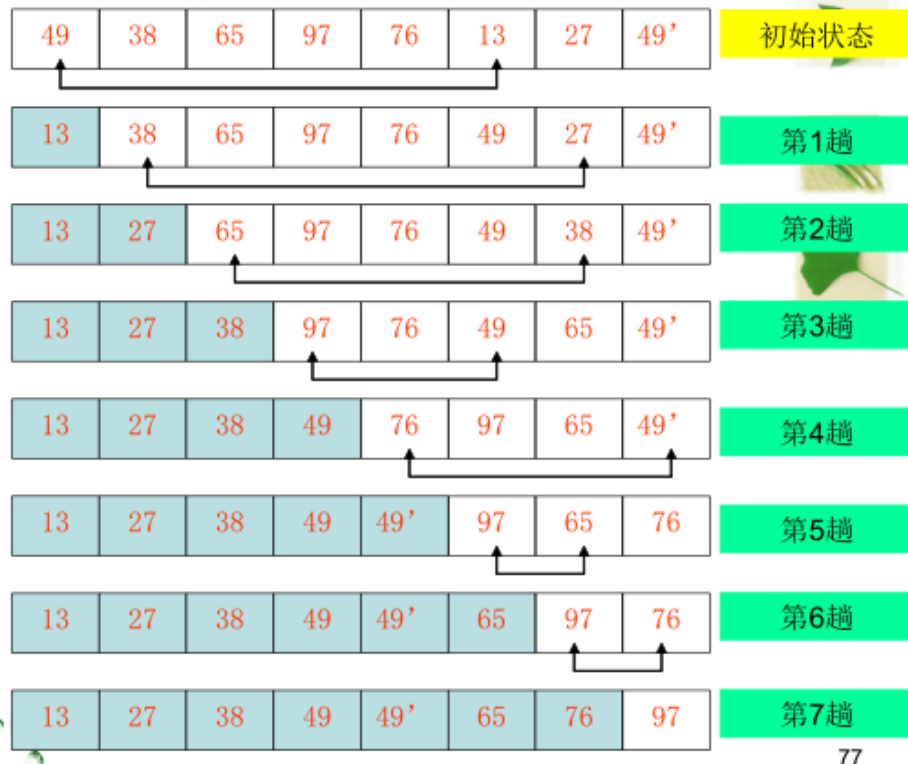 49 38 65 97 76 13 27 49’ 初始状态
13 38 65 97 76 49 27 49’ 第1趟
13 27 65 97 76 49 38 49’ 第2趟
13 27 38 97 76 49 65 49’ 第3趟
13 27 38 49 76 97 65 49’ 第4趟
13 27 38 49 49’ 97 65 76 第5趟
13 27 38 49 49’ 65 97 76 第6趟
13 27 38 49 49’ 65 76 97 第7趟
77